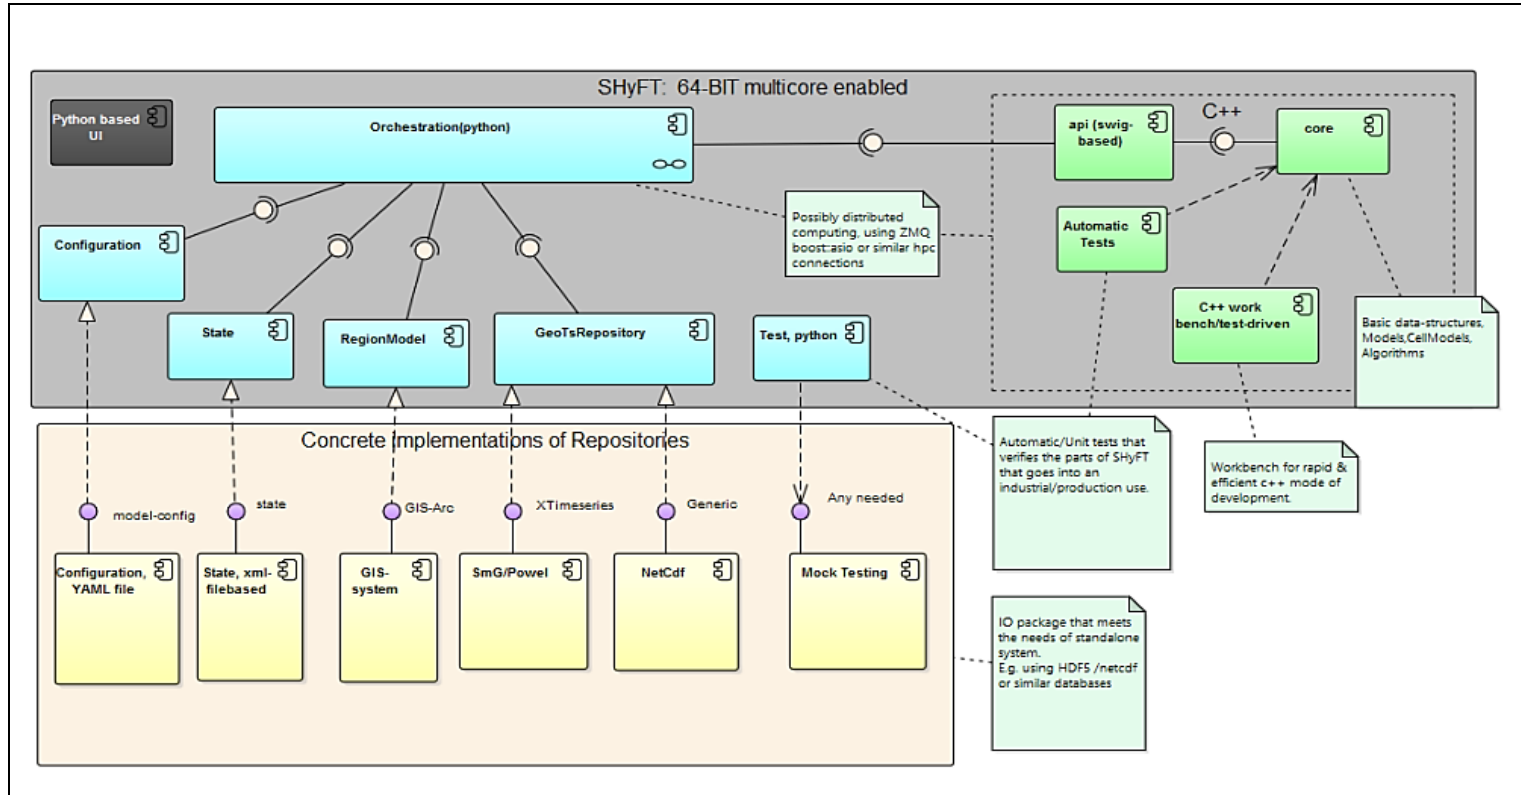 SHyFT:  64-BIT multicore enabled
Python based
UI
Orchestration(python)
api (swig-
based)
C++
core
Configuration
Possibly distributed
computing, using ZMQ
boost::asio or similar hpc
connections
Automatic
Tests
State
RegionModel
GeoTsRepository
Test, python
C++ work
bench/test-driven
Basic data-structures,
Models,CellModels,
Algorithms
Concrete Implementations of Repositories
Automatic/Unit tests that
verifies the parts of SHyFT
that goes into an
industrial/production use.
Workbench for rapid &
efficient c++ mode of
development.
model-config
state
GIS-Arc
XTimeseries
Generic
Any needed
Configuration,
YAML file
State, xml-
filebased
GIS-
system
SmG/Powel
NetCdf
Mock Testing
IO package that meets
the needs of standalone
system.
E.g. using HDF5 /netcdf
or similar databases